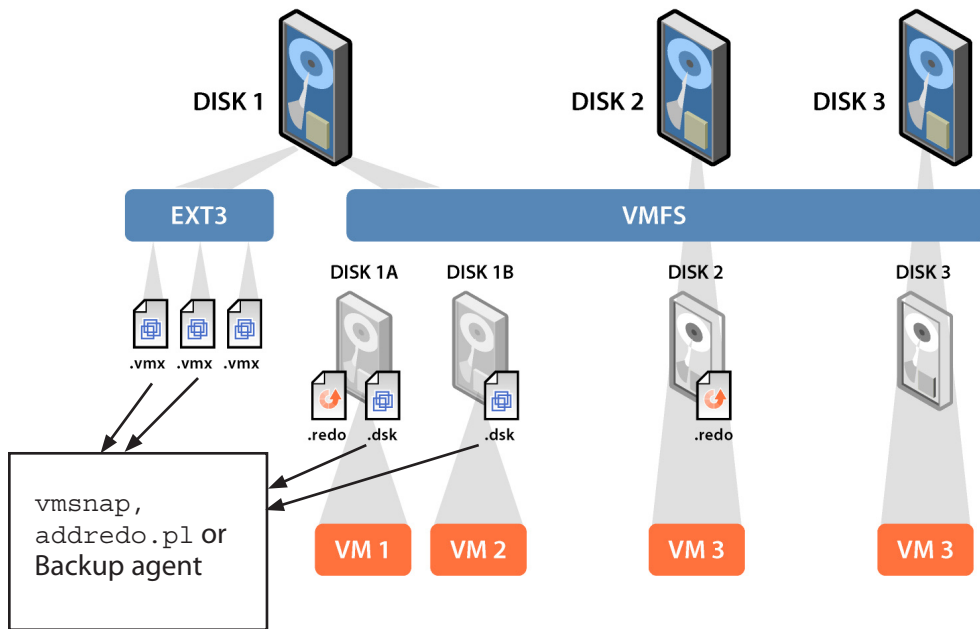 DISK 1
DISK 2
DISK 3
EXT3
VMFS
DISK 1A
DISK 1B
DISK 2
DISK 3
.vmx
.vmx
.vmx
.redo
.dsk
.dsk
.redo
vmsnap,
addredo.pl or
Backup agent
VM 1
VM 2
VM 3
VM 3